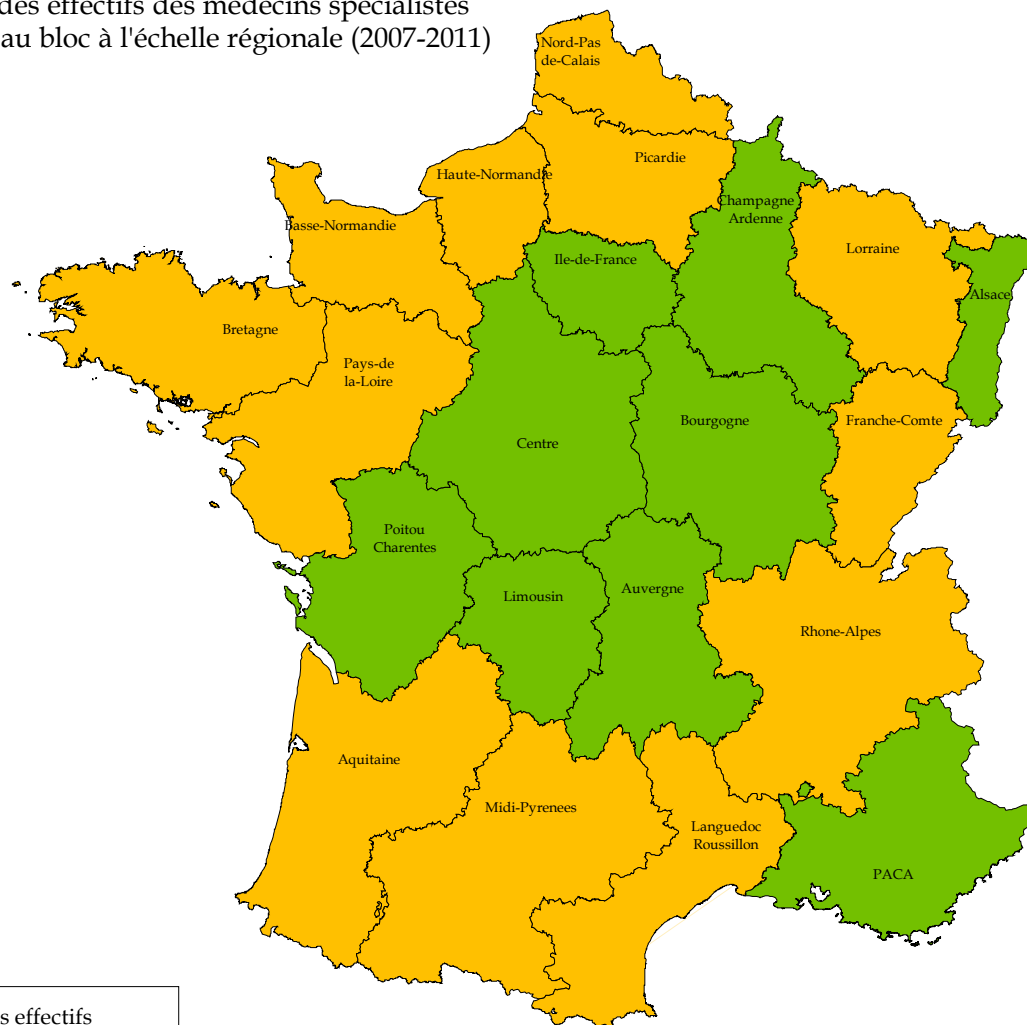 des effectifs des médecins spécialistes
au bloc à l'échelle régionale (2007-2011)
Nord-Pas
de-Calais
Picardie
Haute-Normandie
Champagne
Ardenne
Basse-Normandie
Ile-de-France
Lorraine
Alsace
Bretagne
Pays-de
la-Loire
Bourgogne
Franche-Comte
Centre
Poitou
Charentes
Limousin
Auvergne
Rhone-Alpes
Aquitaine
Midi-Pyrenees
Languedoc
Roussillon
PACA
s effectifs